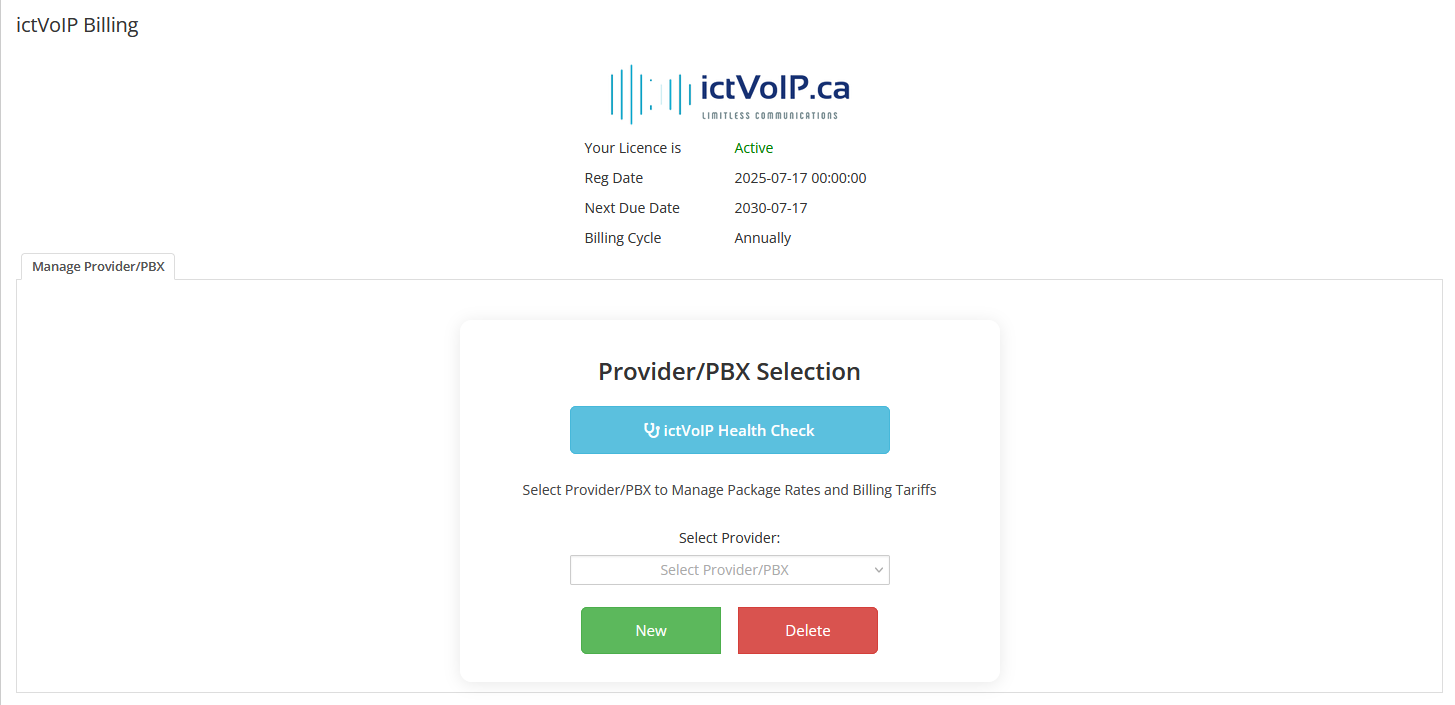 ictVoIP Billing
ictVoIP.ca
LIMITLESS COMMUNICATIONS
Your Licence is Active
Reg Date 2025-07-17 00:00:00
Next Due Date 2030-07-17
Billing Cycle Annually
Manage Provider/PBX
Provider/PBX Selection
ictVoIP Health Check
Select Provider/PBX to Manage Package Rates and Billing Tariffs
Select Provider:
Select Provider/PBX
New Delete